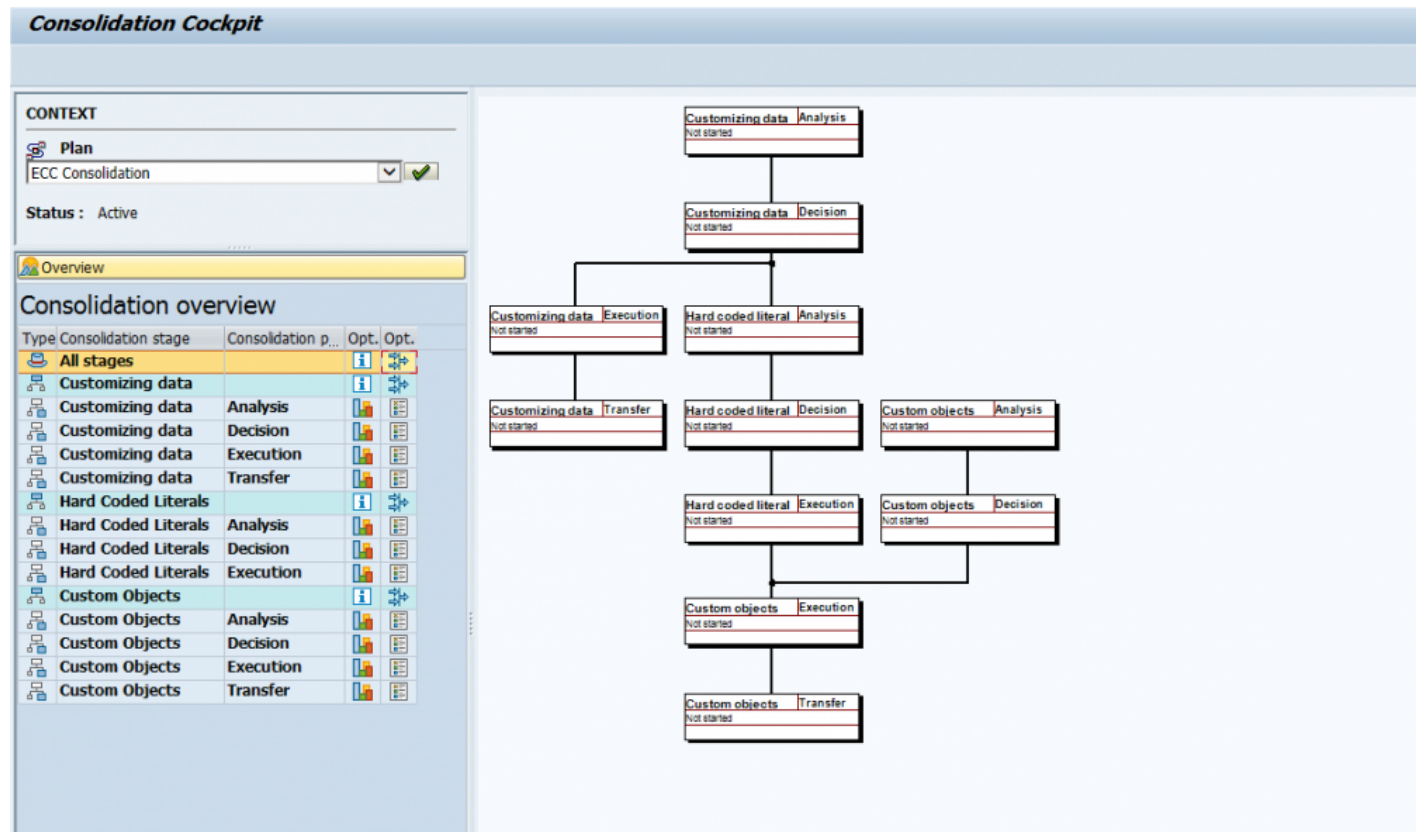 Consolidation Cockpit
CONTEXT
Plan
ECC Consolidation
Status : Active
Overview
Consolidation overview
Type Consolidation stage Consolidation p... Opt. Opt.
All stages
Customizing data
Customizing data Analysis
Customizing data Decision
Customizing data Execution
Customizing data Transfer
Hard Coded Literals
Hard Coded Literals Analysis
Hard Coded Literals Decision
Hard Coded Literals Execution
Custom Objects
Custom Objects Analysis
Custom Objects Decision
Custom Objects Execution
Custom Objects Transfer
Customizing data Analysis
Not started
Customizing data Decision
Not started
Customizing data Execution
Not started
Hard coded literal Analysis
Not started
Customizing data Transfer
Not started
Hard coded literal Decision
Not started
Custom objects Analysis
Not started
Hard coded literal Execution
Not started
Custom objects Decision
Not started
Custom objects Execution
Not started
Custom objects Transfer
Not started